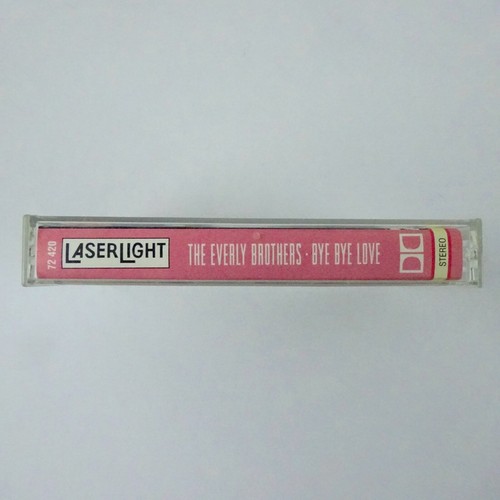 72 420
LASERLIGHT
THE EVERLY BROTHERS · BYE BYE LOVE
STEREO